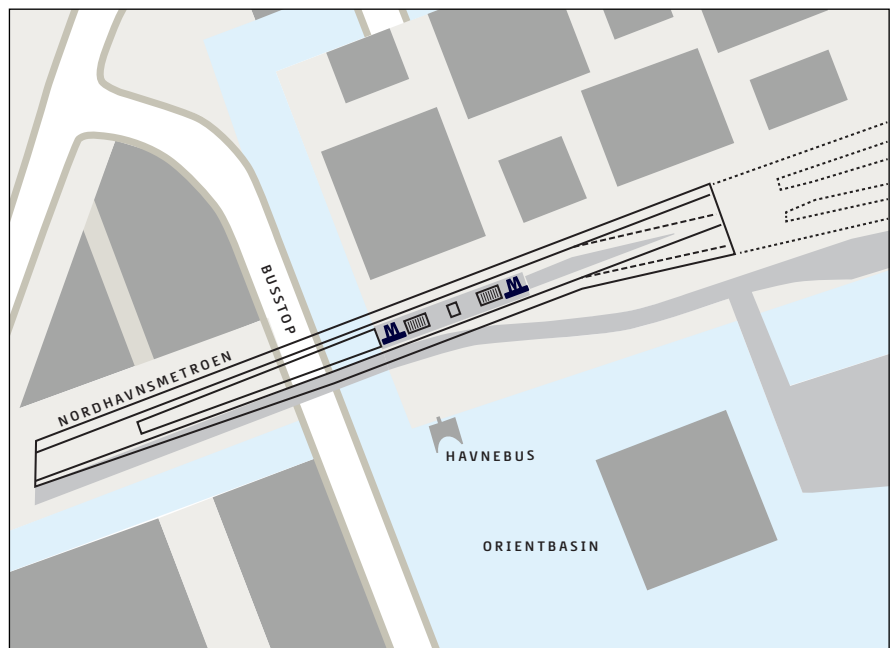 BUSSTOP
M
M
NORDHAVNSMETROEN
HAVNEBUS
ORIENTBASIN